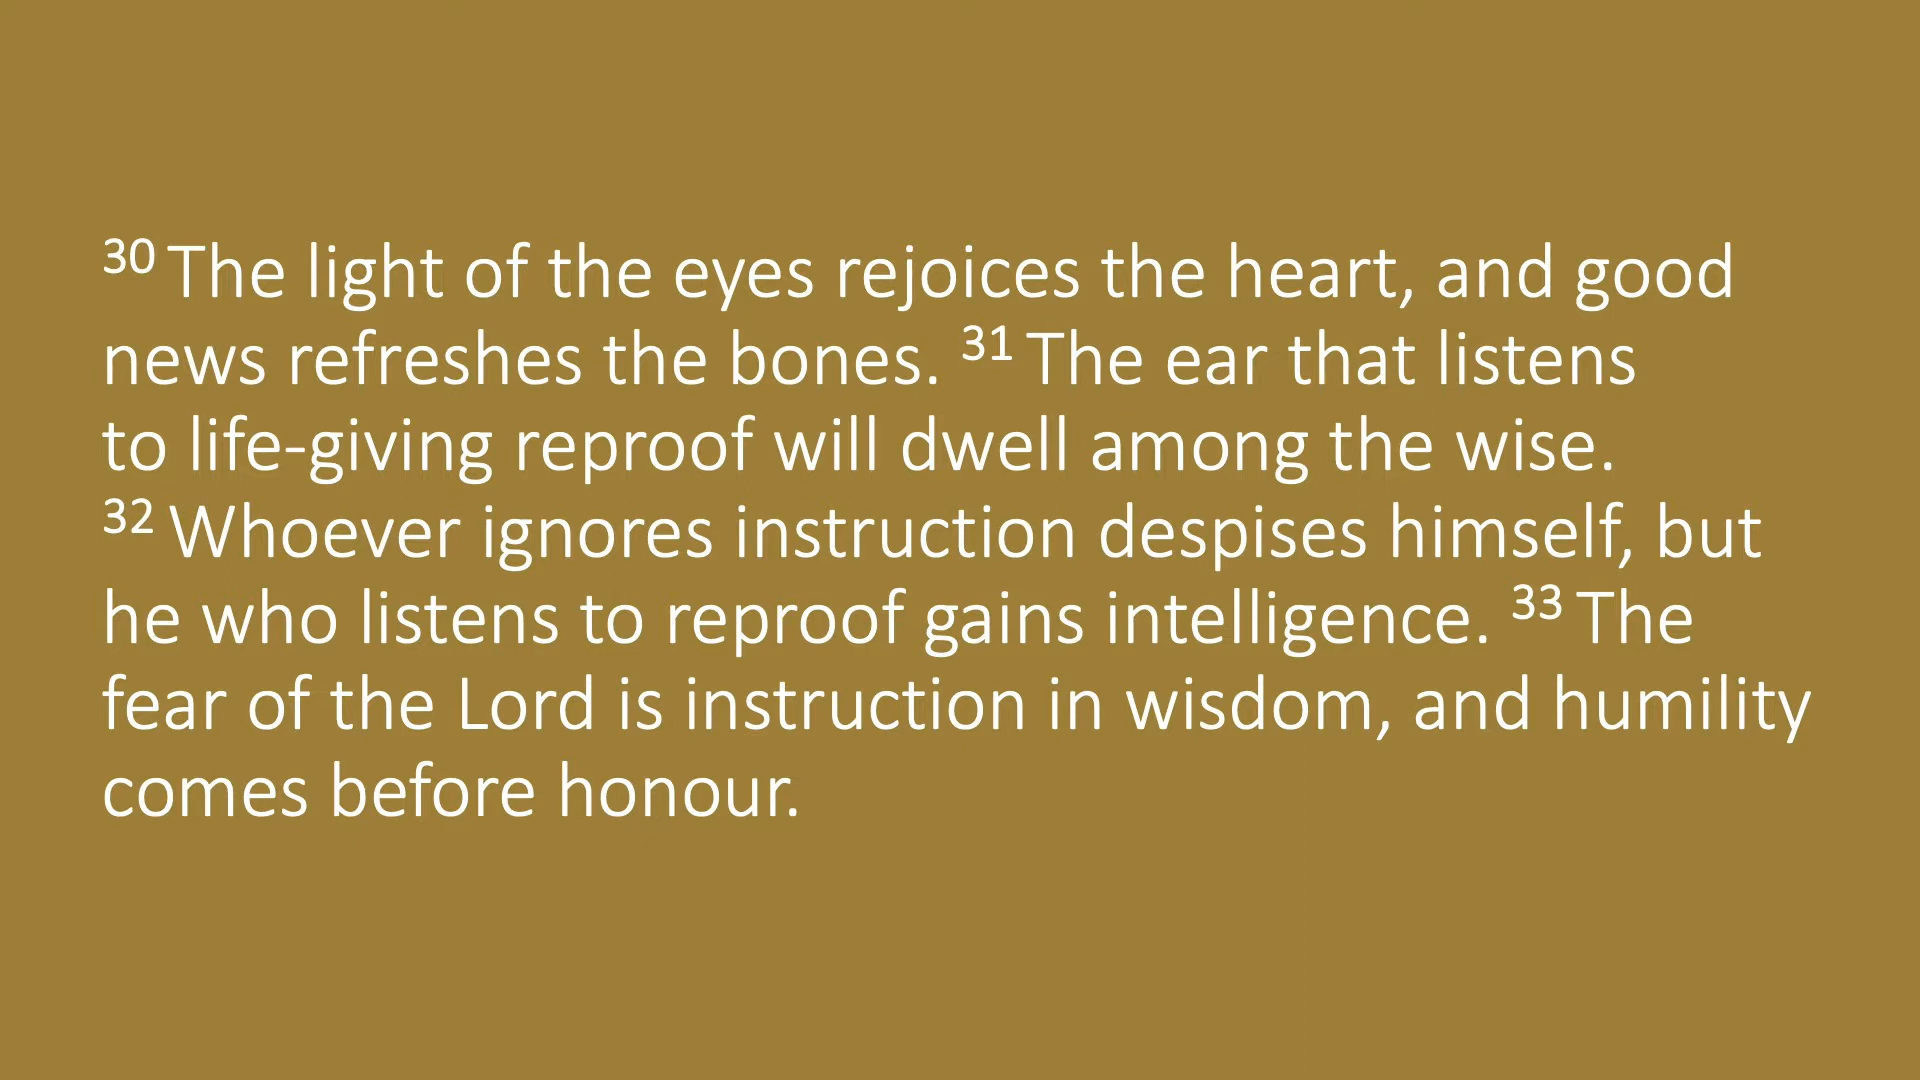 30 The light of the eyes rejoices the heart, and good
news refreshes the bones. 31 The ear that listens
to life-giving reproof will dwell among the wise.
32 Whoever ignores instruction despises himself, but
he who listens to reproof gains intelligence. 33 The
fear of the Lord is instruction in wisdom, and humility
comes before honour.